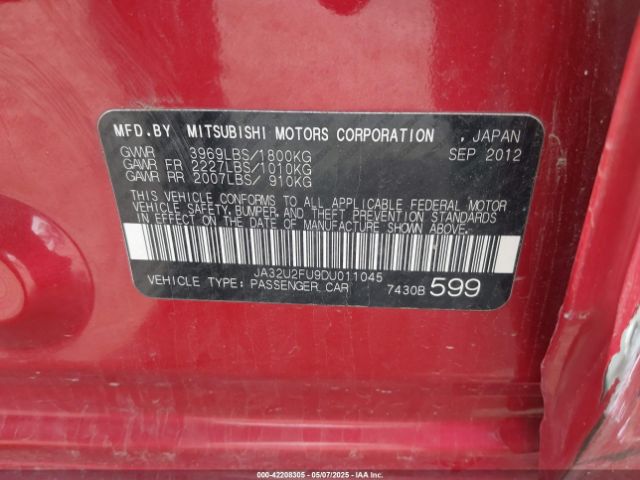 MFD.BY MITSUBISHI MOTORS CORPORATION , JAPAN
GVWR 3969LBS/1800KG SEP 2012
GAWR FR 2227LBS/1010KG
GAWR RR 2007LBS/ 910KG
THIS VEHICLE CONFORMS TO ALL APPLICABLE FEDERAL MOTOR
VEHICLE SAFETY, BUMPER, AND THEFT PREVENTION STANDARDS
IN EFFECT ON THE DATE OF MANUFACTURE SHOWN ABOVE.
JA32U2FU9DU011045
VEHICLE TYPE: PASSENGER CAR 7430B 599
000-42208305 - 05/07/2025 - IAAI.COM